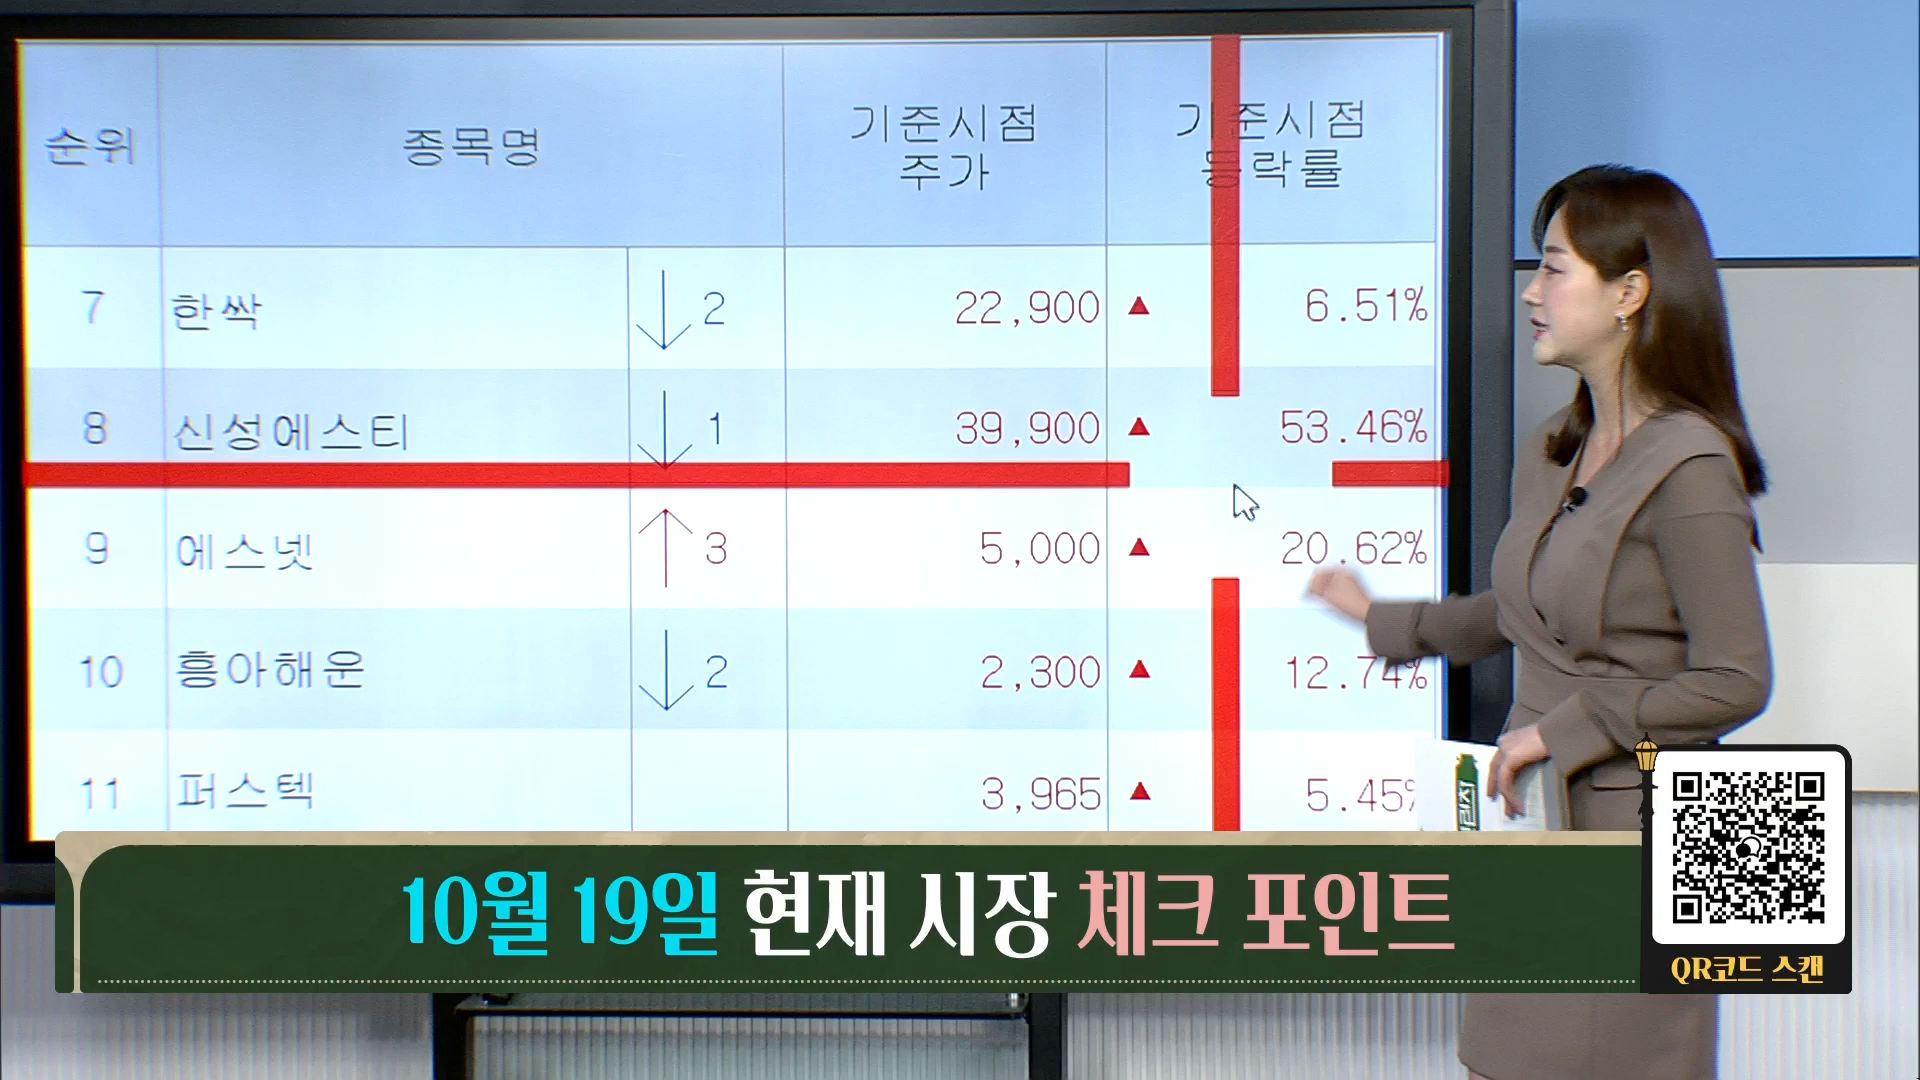 순위 종목명 기준시점 주가 기준시점 등락률
7 한싹 ↓ 2 22,900 ▲ 6.51%
8 신성에스티 ↓ 1 39,900 ▲ 53.46%
9 에스넷 ↑ 3 5,000 ▲ 20.62%
10 흥아해운 ↓ 2 2,300 ▲ 12.74%
11 퍼스텍 3,965 ▲ 5.45%
10월 19일 현재 시장 체크 포인트
QR코드 스캔